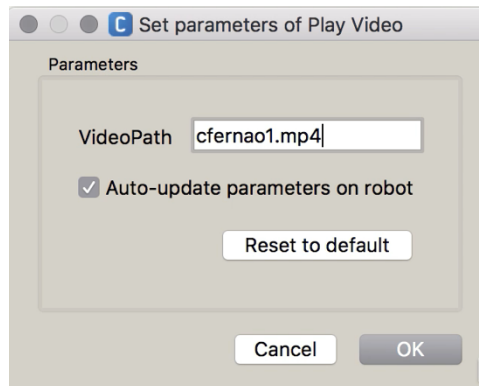 C Set parameters of Play Video
Parameters
VideoPath cfernao1.mp4
Auto-update parameters on robot
Reset to default
Cancel OK